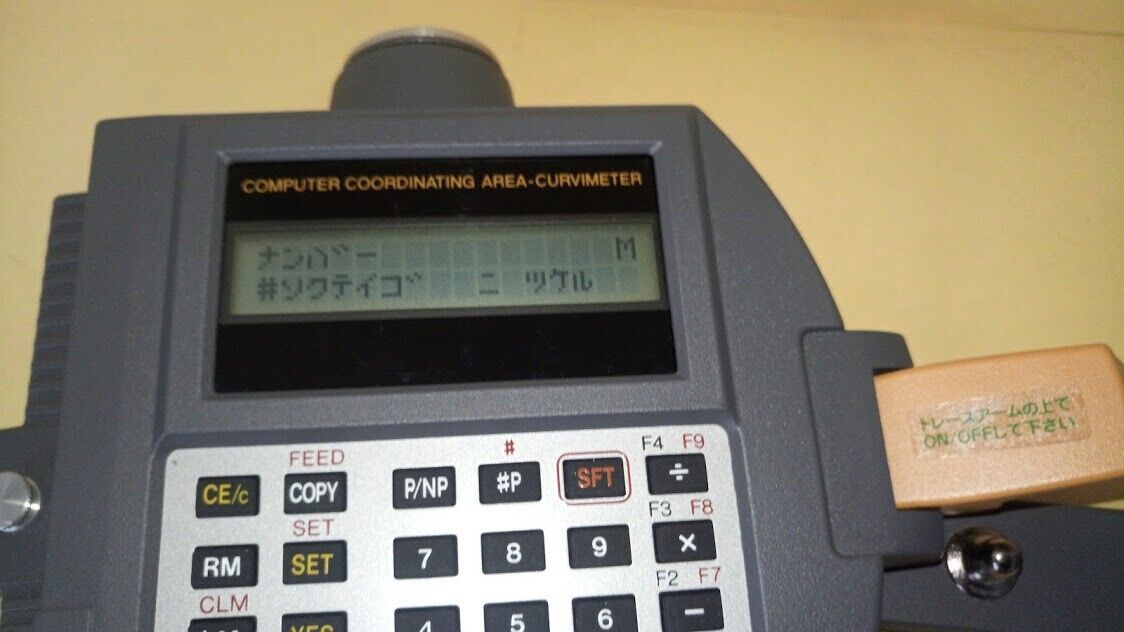 COMPUTER COORDINATING AREA-CURVIMETER
ナンバー M
#ソクテイゴ ニ ツケル
トレースアームの上で
ON/OFFして下さい
FEED # F4 F9
CE/c COPY P/NP #P SFT ÷
SET F3 F8
RM SET 7 8 9 ×
CLM F2 F7
YES 4 5 6 −